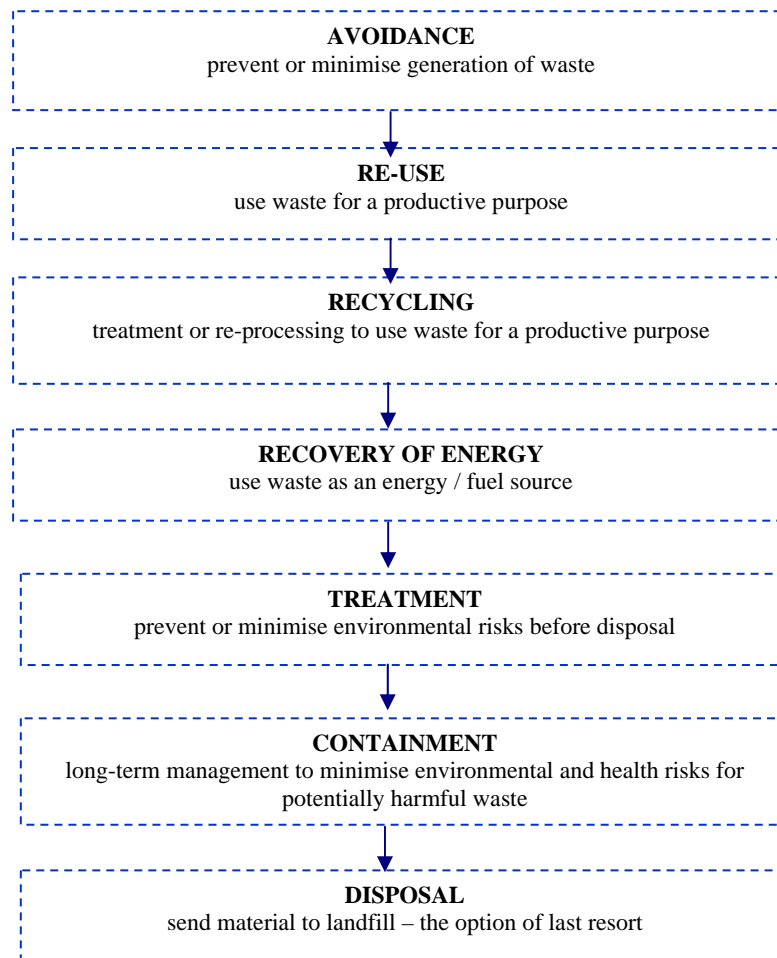 AVOIDANCE
prevent or minimise generation of waste
RE-USE
use waste for a productive purpose
RECYCLING
treatment or re-processing to use waste for a productive purpose
RECOVERY OF ENERGY
use waste as an energy / fuel source
TREATMENT
prevent or minimise environmental risks before disposal
CONTAINMENT
long-term management to minimise environmental and health risks for
potentially harmful waste
DISPOSAL
send material to landfill – the option of last resort